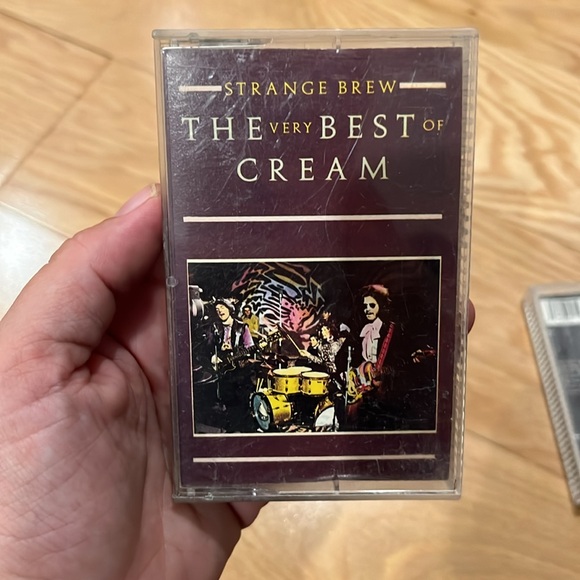 STRANGE BREW
THE VERY BEST OF
CREAM